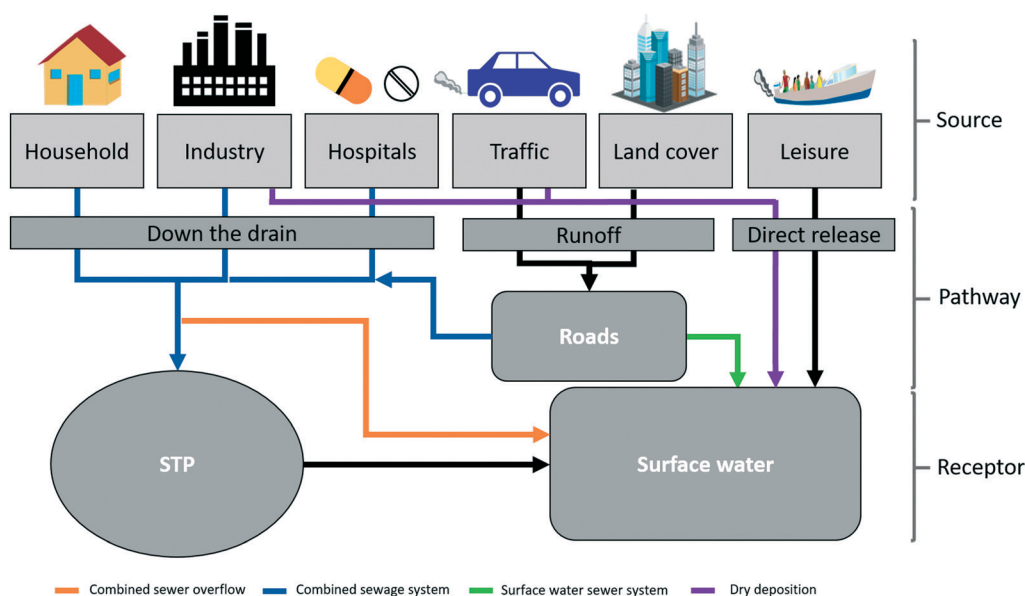 Source
Household
Industry
Hospitals
Traffic
Land cover
Leisure
Down the drain
Runoff
Direct release
Pathway
Roads
STP
Surface water
Receptor
Combined sewer overflow
Combined sewage system
Surface water sewer system
Dry deposition